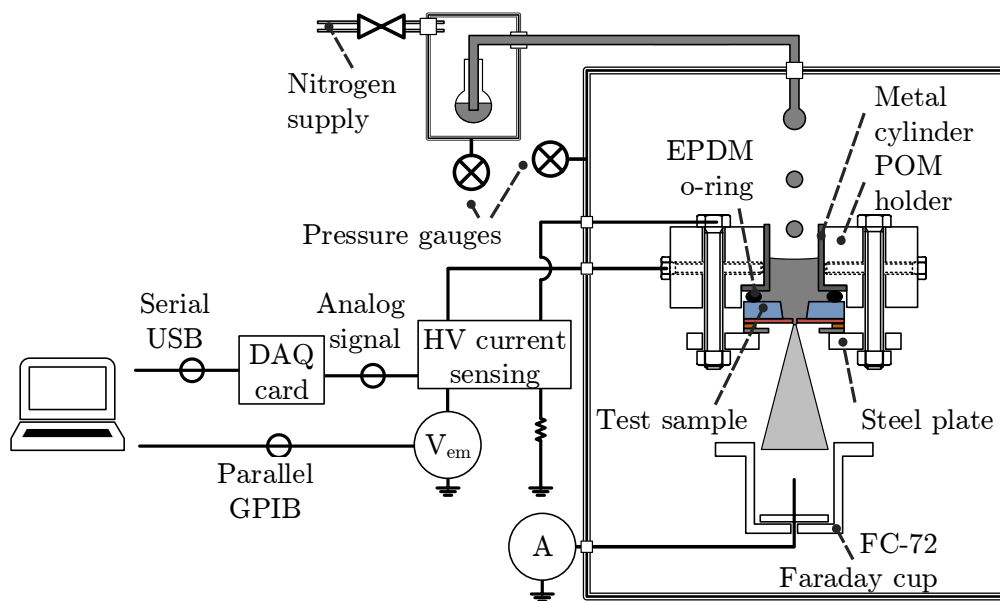 Nitrogen
supply
Metal
cylinder
EPDM
o-ring
POM
holder
Pressure gauges
Serial
USB
Analog
signal
DAQ
card
HV current
sensing
Test sample
Steel plate
Vem
Parallel
GPIB
A
FC-72
Faraday cup